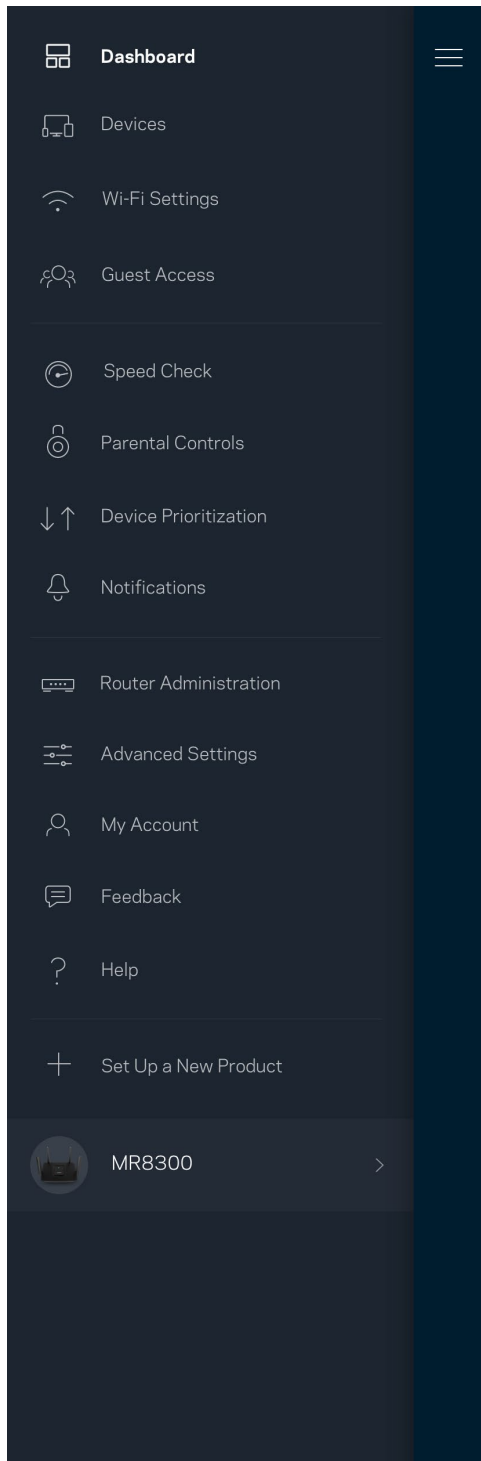 Dashboard
Devices
Wi-Fi Settings
Guest Access
Speed Check
Parental Controls
Device Prioritization
Notifications
Router Administration
Advanced Settings
My Account
Feedback
Help
Set Up a New Product
MR8300